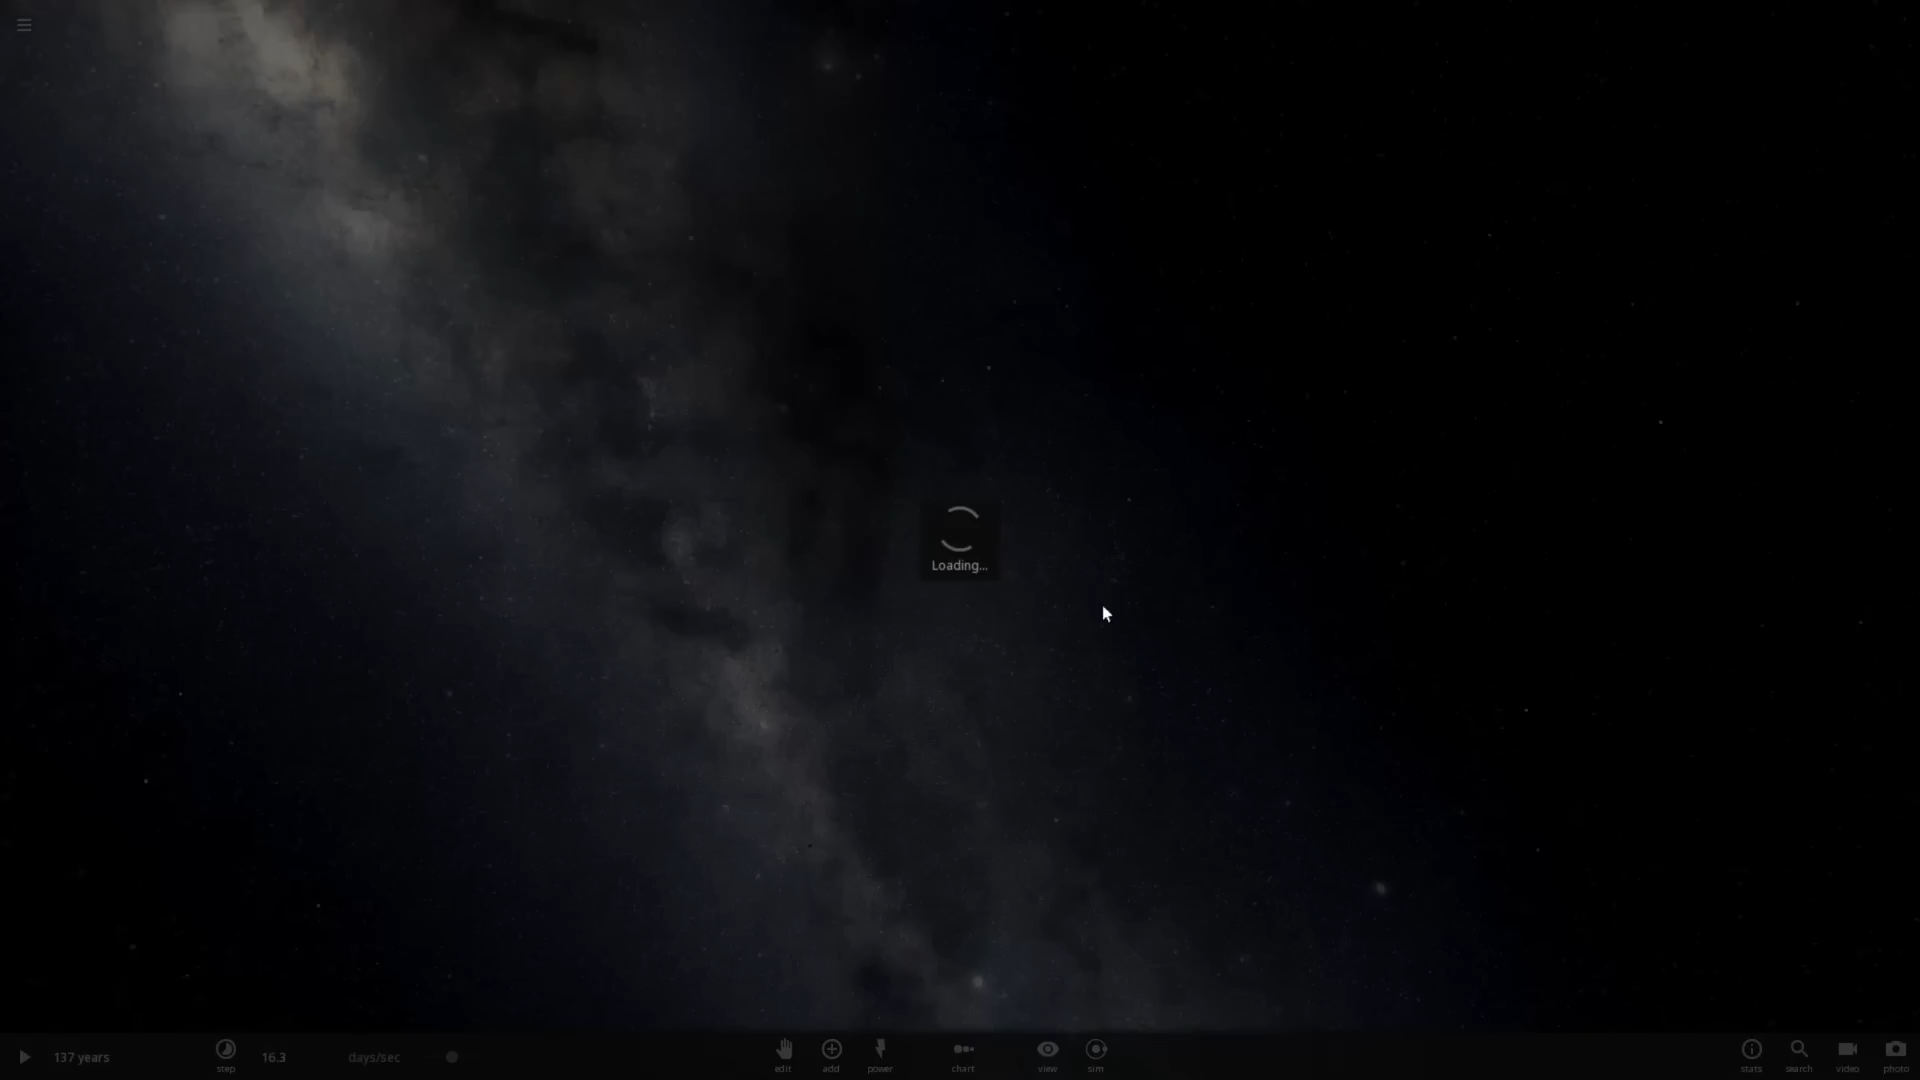 Loading...
137 years
step
16.3
days/sec
edit
add
power
chart
view
sim
stats
search
video
photo